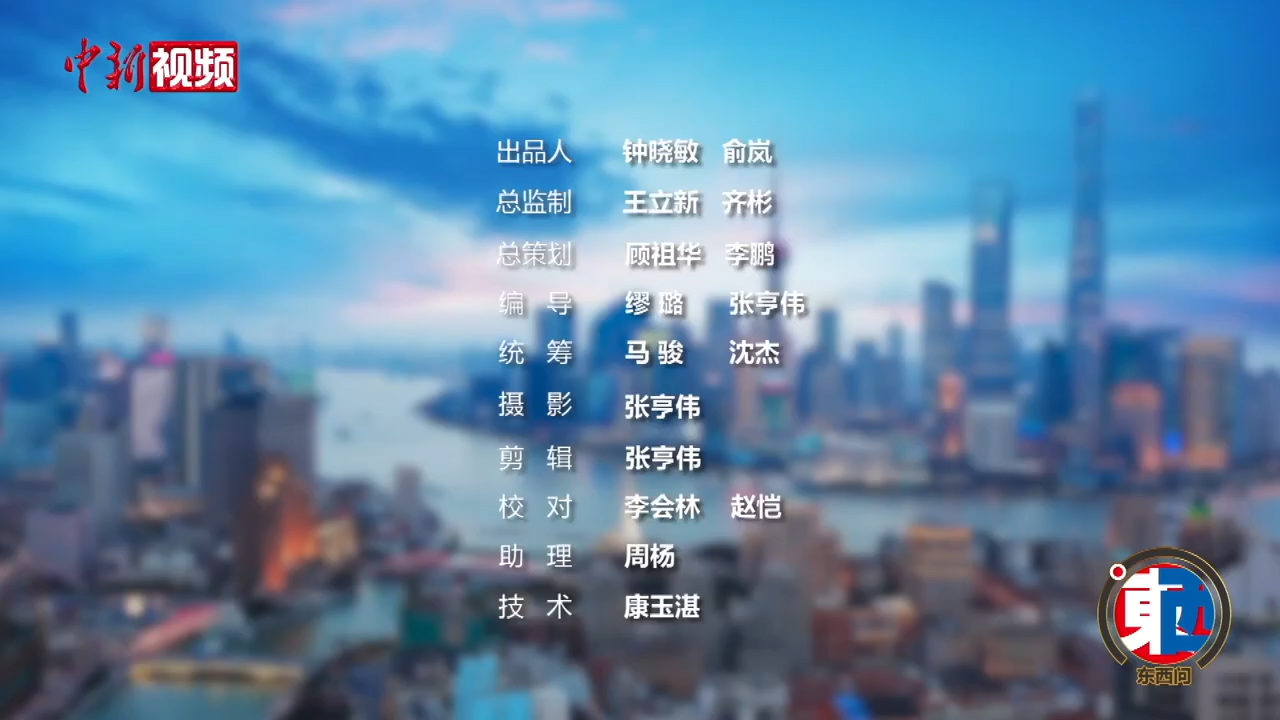 中新视频
出品人 钟晓敏 俞岚
总监制 王立新 齐彬
总策划 顾祖华 李鹏
编 导 缪 璐 张亨伟
统 筹 马 骏 沈杰
摄 影 张亨伟
剪 辑 张亨伟
校 对 李会林 赵恺
助 理 周杨
技 术 康玉湛
東西
东西问